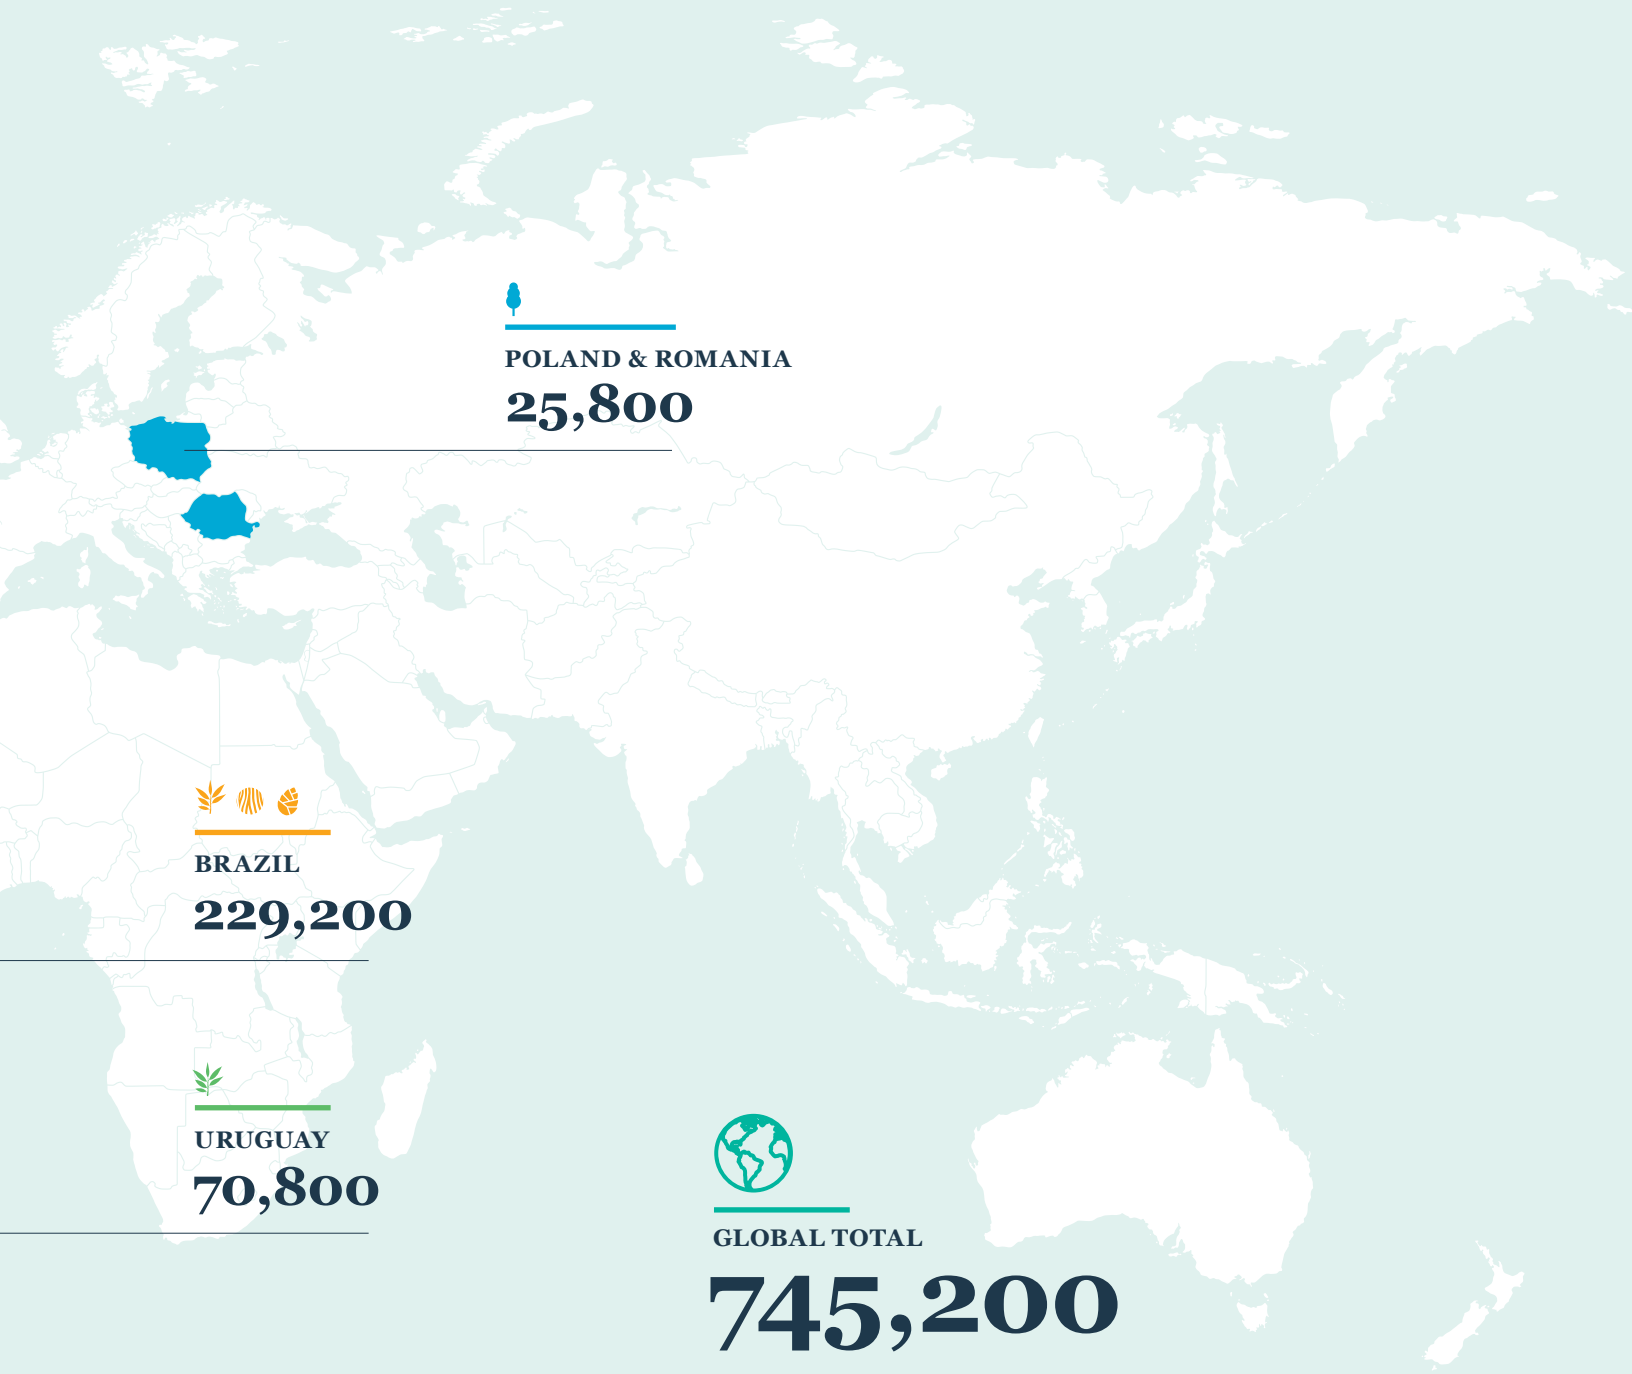 POLAND & ROMANIA
25,800
BRAZIL
229,200
URUGUAY
70,800
GLOBAL TOTAL
745,200